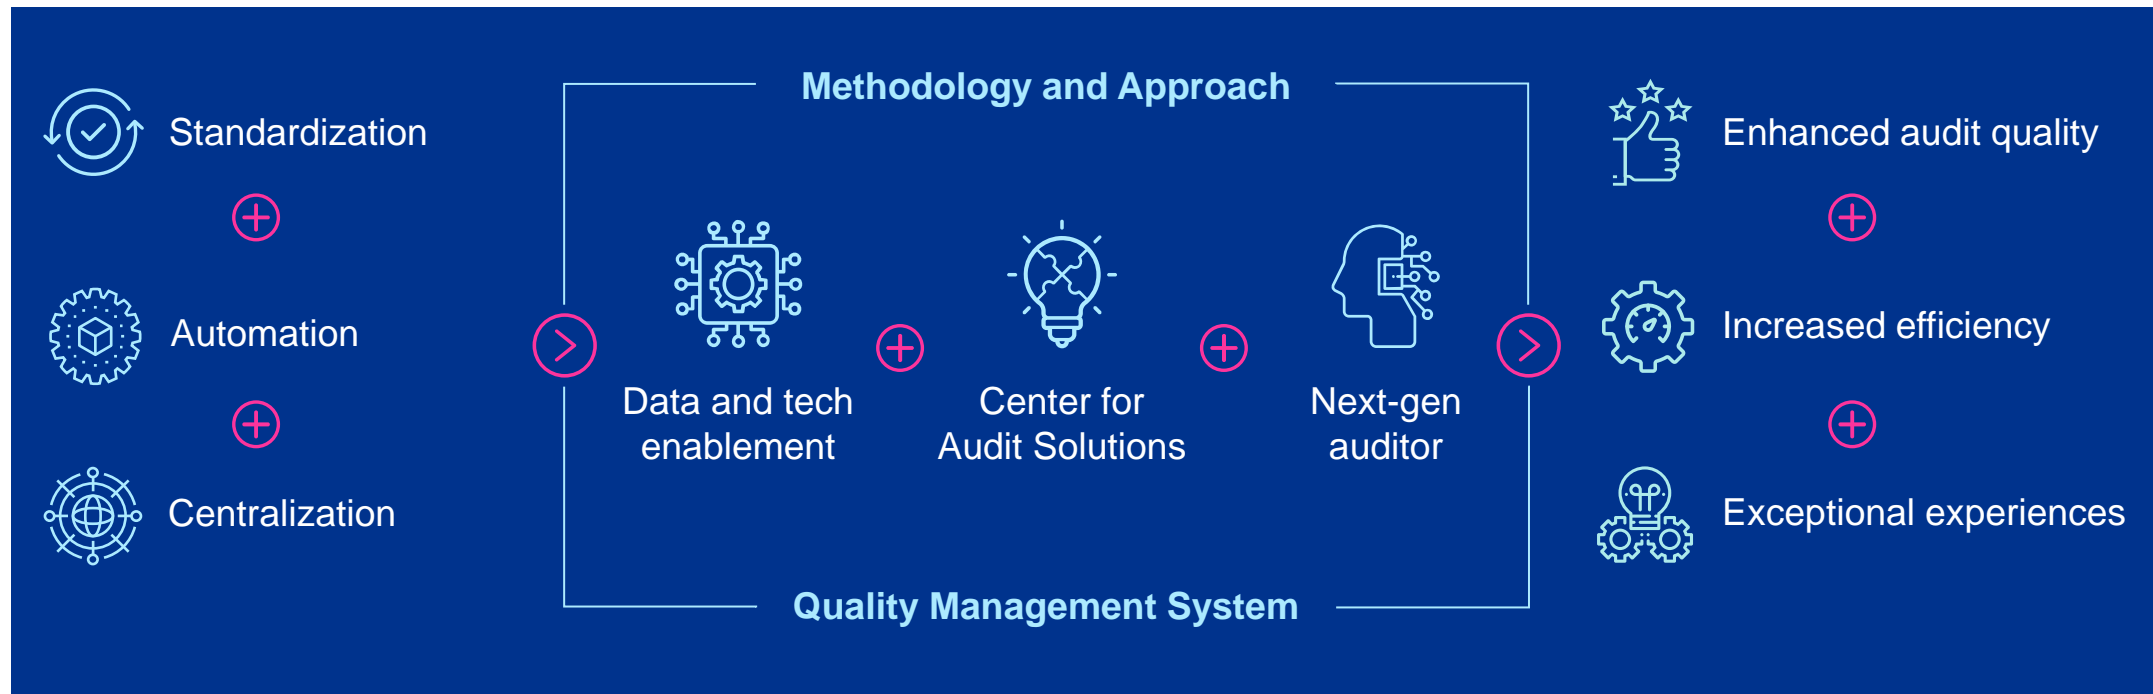 Standardization
Automation
Centralization
Methodology and Approach
Data and tech
enablement
Center for
Audit Solutions
Next-gen
auditor
Quality Management System
Enhanced audit quality
Increased efficiency
Exceptional experiences